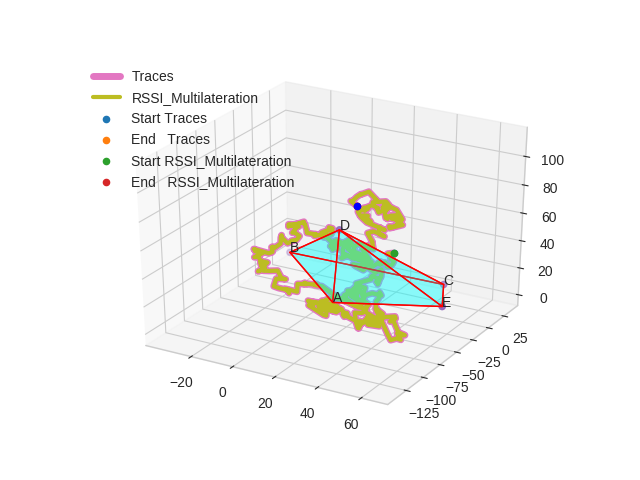 Traces
RSSI_Multilateration
Start Traces
End   Traces
Start RSSI_Multilateration
End   RSSI_Multilateration
D
B
C
A
E
100
80
60
40
20
0
25
0
−25
−50
−75
−100
−125
−20
0
20
40
60